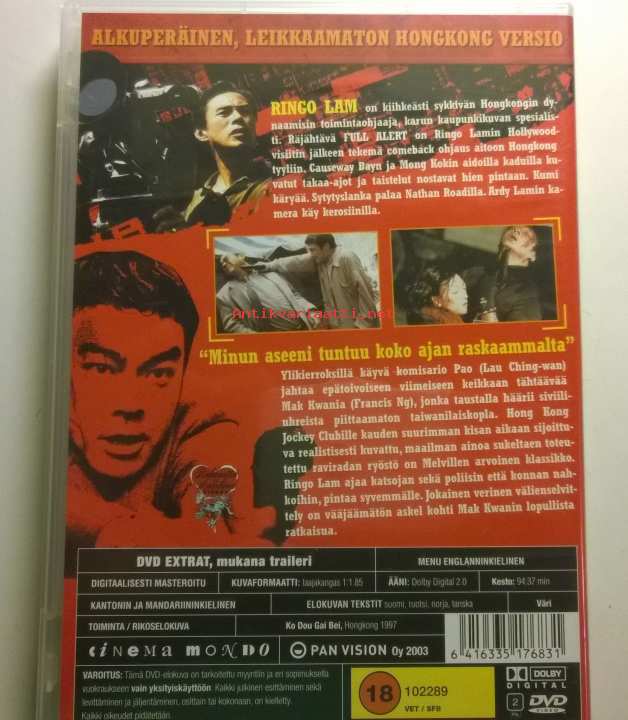 ALKUPERÄINEN, LEIKKAAMATON HONGKONG VERSIO
RINGO LAM on kiihkeästi sykkivän Hongkongin dy-
naamisin toimintaohjaaja, karun kaupunkikuvan spesialis-
ti. Räjähtävä FULL ALERT on Ringo Lamin Hollywood-
visiitin jälkeen tekemä comeback ohjaus aitoon Hongkong
tyyliin. Causeway Bayn ja Mong Kokin aidoilla kaduilla ku-
vatut takaa-ajot ja taistelut nostavat hien pintaan. Kumi
käryää. Sytytyslanka palaa Nathan Roadilla. Ardy Lamin ka-
mera käy kerosiinilla.
Antikvariaatti.net
“Minun aseeni tuntuu koko ajan raskaammalta”
Ylikierroksilla käyvä komisario Pao (Lau Ching-wan)
jahtaa epätoivoiseen viimeiseen keikkaan tähtäävää
Mak Kwania (Francis Ng), jonka taustalla häärii siviili-
uhreista piittaamaton taiwanilaiskopla. Hong Kong
Jockey Clubille kauden suurimman kisan aikaan sijoittu-
va realistisesti kuvattu, maailman ainoa sukeltaen toteu-
tettu raviradan ryöstö on Melvillen arvoinen klassikko.
Ringo Lam ajaa katsojan sekä poliisin että konnan nah-
koihin, pintaa syvemmälle. Jokainen verinen välienselvit-
tely on vääjäämätön askel kohti Mak Kwanin lopullista
ratkaisua.
DVD EXTRAT, mukana traileri
MENU ENGLANNINKIELINEN
DIGITAALISESTI MASTEROITU
KUVAFORMAATTI: laajakangas 1:1.85
ÄÄNI: Dolby Digital 2.0
Kesto: 94:37 min
KANTONIN JA MANDARIININKIELINEN
ELOKUVAN TEKSTIT suomi, ruotsi, norja, tanska
Väri
TOIMINTA / RIKOSELOKUVA
Ko Dou Gai Bei, Hongkong 1997
CINEMA MONDO
PAN VISION Oy 2003
6 416335 176831
VAROITUS: Tämä DVD-elokuva on tarkoitettu myyntiin ja eri sopimuksella
vuokraukseen vain yksityiskäyttöön. Kaikki julkinen esittäminen sekä
levittäminen ja jäljentäminen, osittain tai kokonaan, on kielletty.
Kaikki oikeudet pidätetään.
18
102289
VET / SFB
DOLBY
DIGITAL
2
DVD
VIDEO